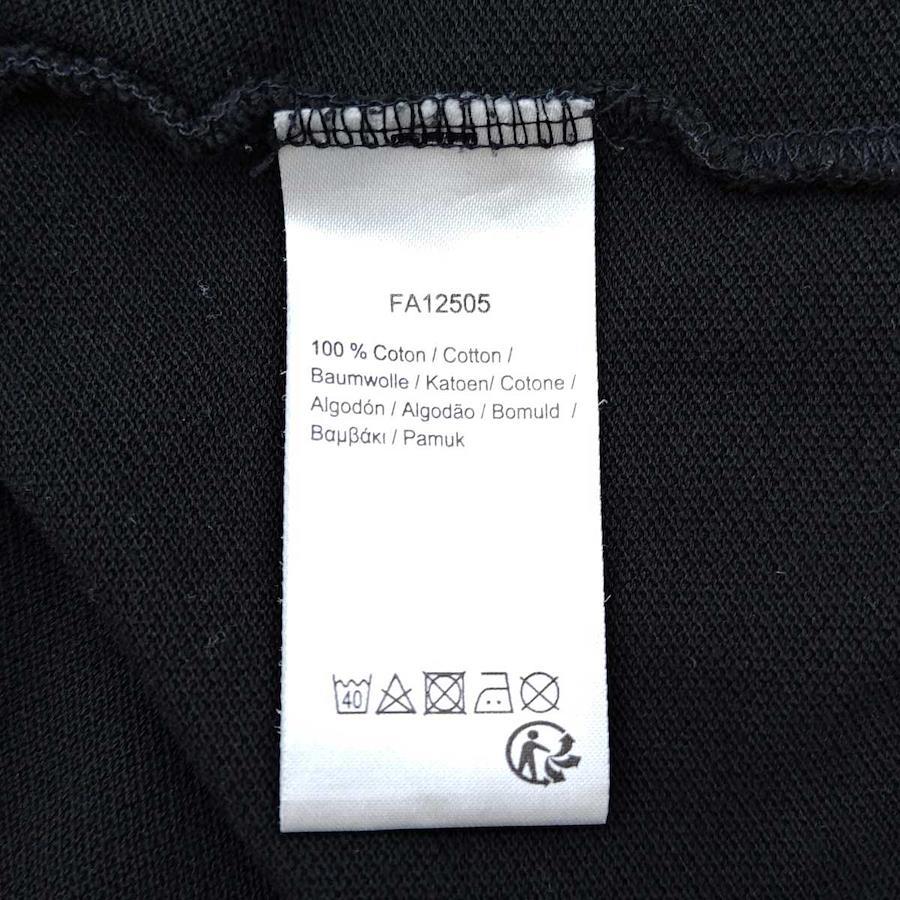 FA12505
100 % Coton / Cotton /
Baumwolle / Katoen/ Cotone /
Algodón / Algodão / Bomuld /
Βαμβάκι / Pamuk
40